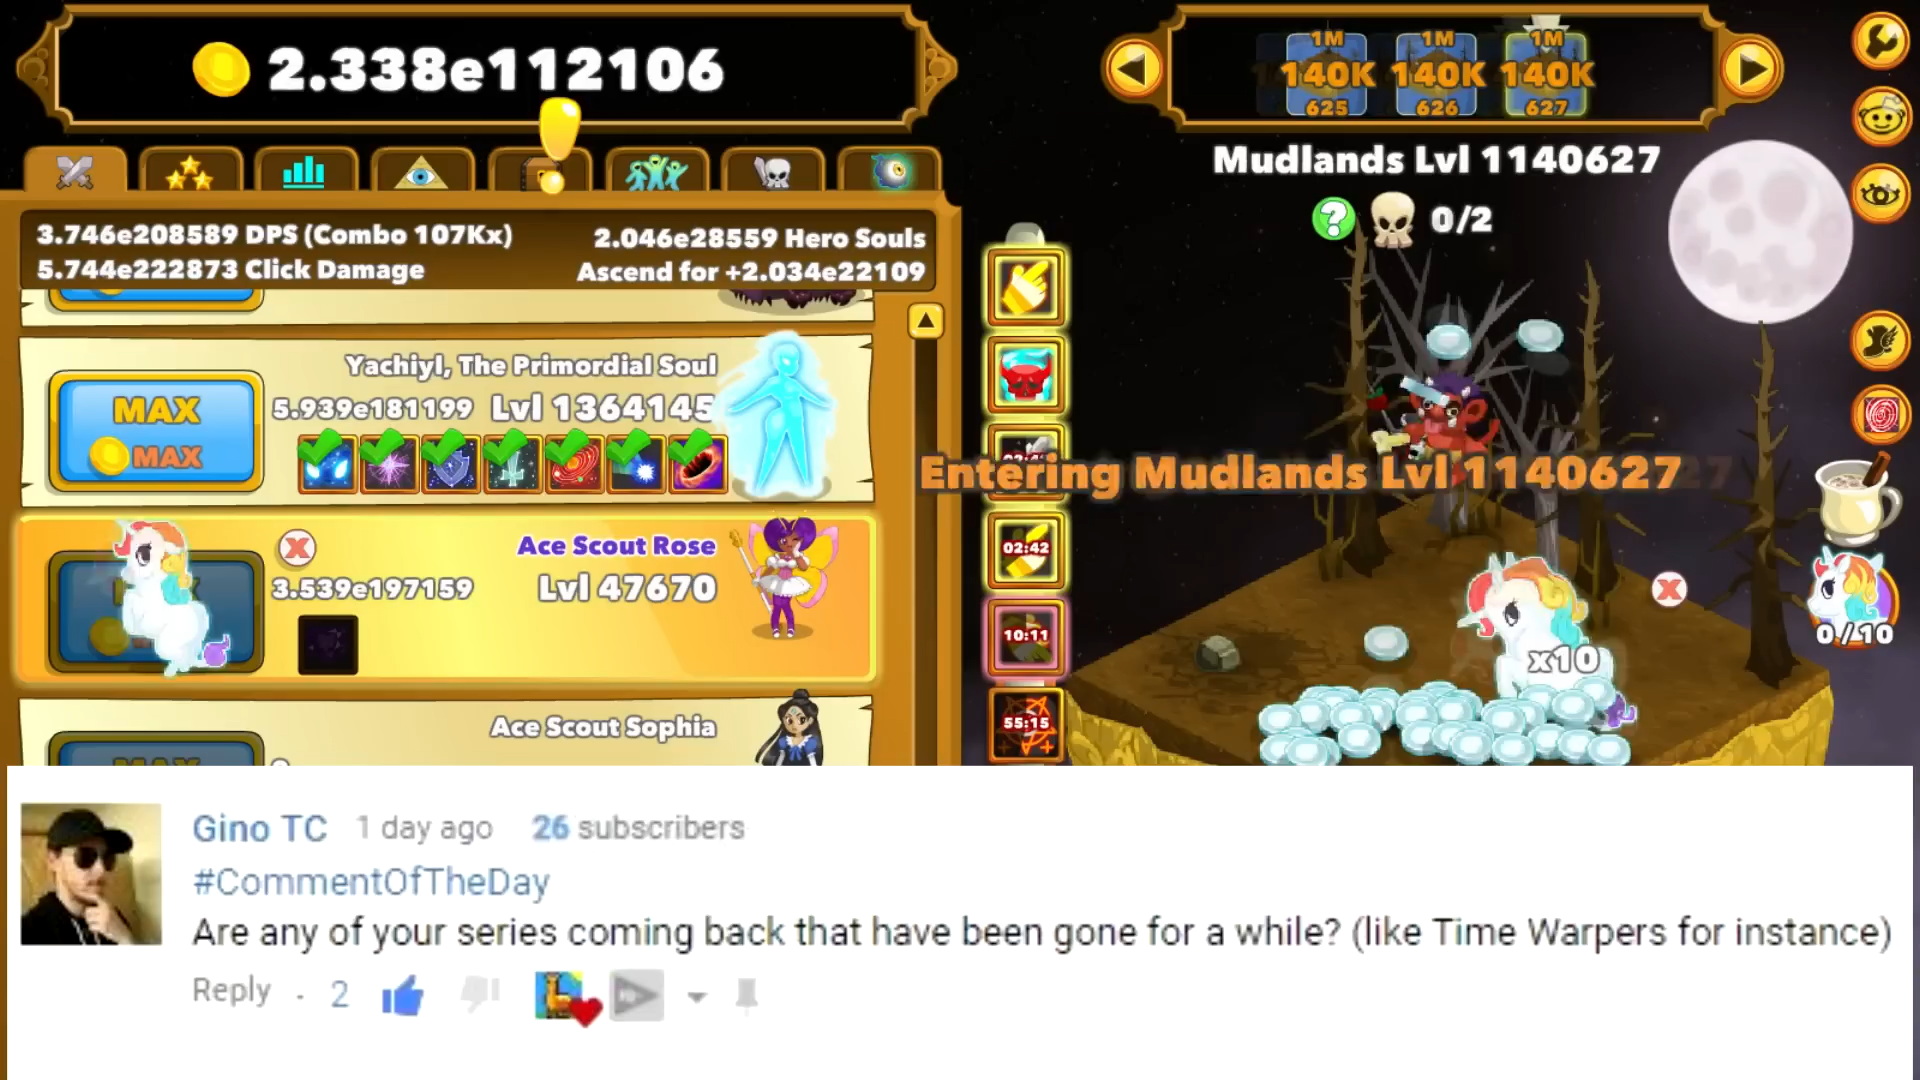 2.338e112106
1M 1M 1M
140K 140K 140K
625 626 627
Mudlands Lvl 1140627
0/2
3.746e208589 DPS (Combo 107Kx)
5.744e222873 Click Damage
2.046e28559 Hero Souls
Ascend for +2.034e22109
Yachiyl, The Primordial Soul
MAX
MAX
5.939e181199 Lvl 1364145
Entering Mudlands Lvl 1140627
02:42
Ace Scout Rose
3.539e197159 Lvl 47670
10:11
x10
0/10
55:15
Ace Scout Sophia
Gino TC 1 day ago 26 subscribers
#CommentOfTheDay
Are any of your series coming back that have been gone for a while? (like Time Warpers for instance)
Reply · 2